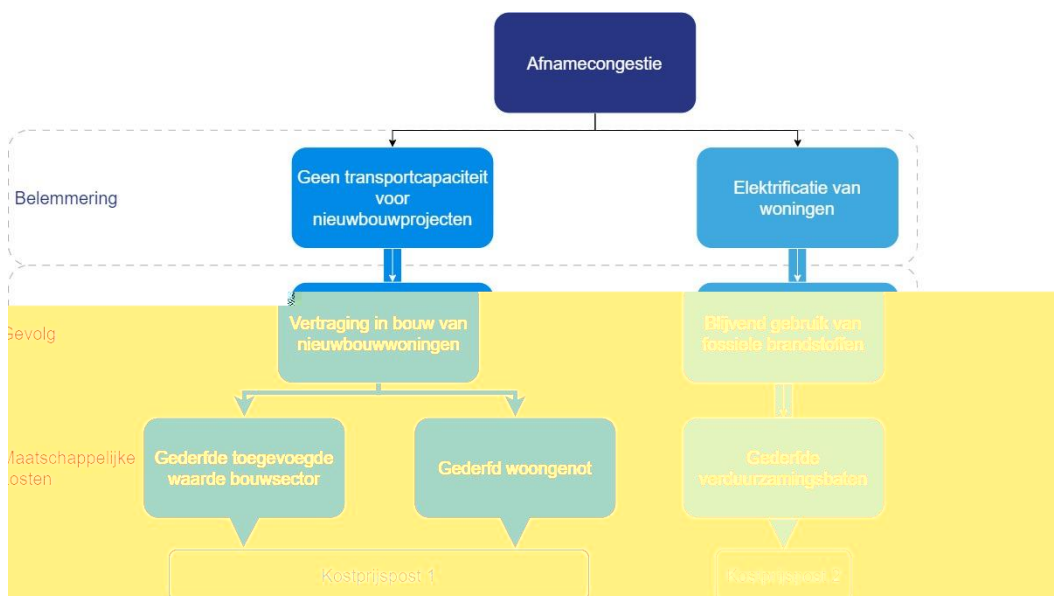 Afnamecongestie
Belemmering
Geen transportcapaciteit
voor
nieuwbouwprojecten
Elektrificatie van
woningen
Gevolg
Vertraging in bouw van
nieuwbouwwoningen
Blijvend gebruik van
fossiele brandstoffen
Maatschappelijke
kosten
Gederfde toegevoegde
waarde bouwsector
Gederfd woongenot
Gederfde
verduurzamingsbaten
Kostprijspost 1
Kostprijspost 2